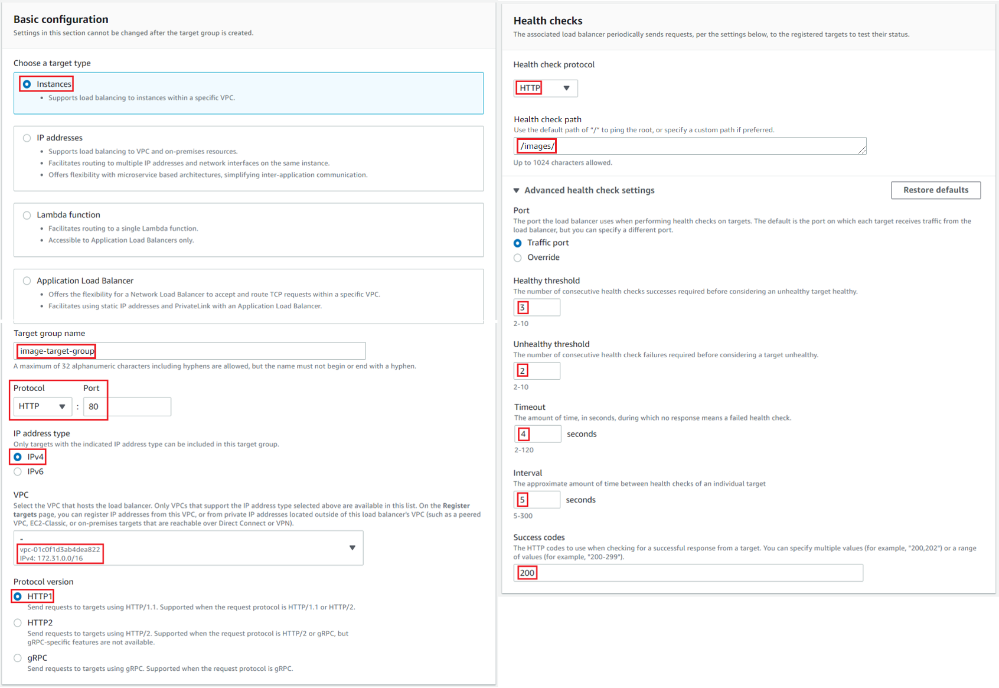 Basic configuration
Settings in this section cannot be changed after the target group is created.
Choose a target type
Instances
• Supports load balancing to instances within a specific VPC.
IP addresses
• Supports load balancing to VPC and on-premises resources.
• Facilitates routing to multiple IP addresses and network interfaces on the same instance.
• Offers flexibility with microservice based architectures, simplifying inter-application communication.
Lambda function
• Facilitates routing to a single Lambda function.
• Accessible to Application Load Balancers only.
Application Load Balancer
• Offers the flexibility for a Network Load Balancer to accept and route TCP requests within a specific VPC.
• Facilitates using static IP addresses and PrivateLink with an Application Load Balancer.
Target group name
image-target-group
A maximum of 32 alphanumeric characters including hyphens are allowed, but the name must not begin or end with a hyphen.
Protocol Port
HTTP : 80
IP address type
Only targets with the indicated IP address type can be included in this target group.
IPv4
IPv6
VPC
Select the VPC that hosts the load balancer. Only VPCs that support the IP address type selected above are available in this list. On the Register
targets page, you can register IP addresses from this VPC, or from private IP addresses located outside of this load balancer's VPC (such as a peered
VPC, EC2-Classic, or on-premises targets that are reachable over Direct Connect or VPN).
-
vpc-01c0f1d3ab4dea822
IPv4: 172.31.0.0/16
Protocol version
HTTP1
Send requests to targets using HTTP/1.1. Supported when the request protocol is HTTP/1.1 or HTTP/2.
HTTP2
Send requests to targets using HTTP/2. Supported when the request protocol is HTTP/2 or gRPC, but
gRPC-specific features are not available.
gRPC
Send requests to targets using gRPC. Supported when the request protocol is gRPC.
Health checks
The associated load balancer periodically sends requests, per the settings below, to the registered targets to test their status.
Health check protocol
HTTP
Health check path
Use the default path of “/“ to ping the root, or specify a custom path if preferred.
/images/
Up to 1024 characters allowed.
Advanced health check settings
Restore defaults
Port
The port the load balancer uses when performing health checks on targets. The default is the port on which each target receives traffic from the
load balancer, but you can specify a different port.
Traffic port
Override
Healthy threshold
The number of consecutive health checks successes required before considering an unhealthy target healthy.
3
2-10
Unhealthy threshold
The number of consecutive health check failures required before considering a target unhealthy.
2
2-10
Timeout
The amount of time, in seconds, during which no response means a failed health check.
4 seconds
2-120
Interval
The approximate amount of time between health checks of an individual target
5 seconds
5-300
Success codes
The HTTP codes to use when checking for a successful response from a target. You can specify multiple values (for example, "200,202") or a range
of values (for example, "200-299").
200